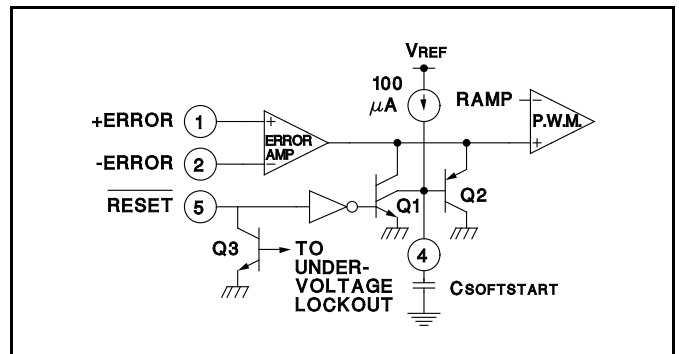 VREF
100
µA
RAMP
−
P.W.M.
+
+ERROR 1
+
ERROR
AMP
−
-ERROR 2
RESET 5
Q1
Q2
Q3
TO
UNDER-
VOLTAGE
LOCKOUT
4
CSOFTSTART